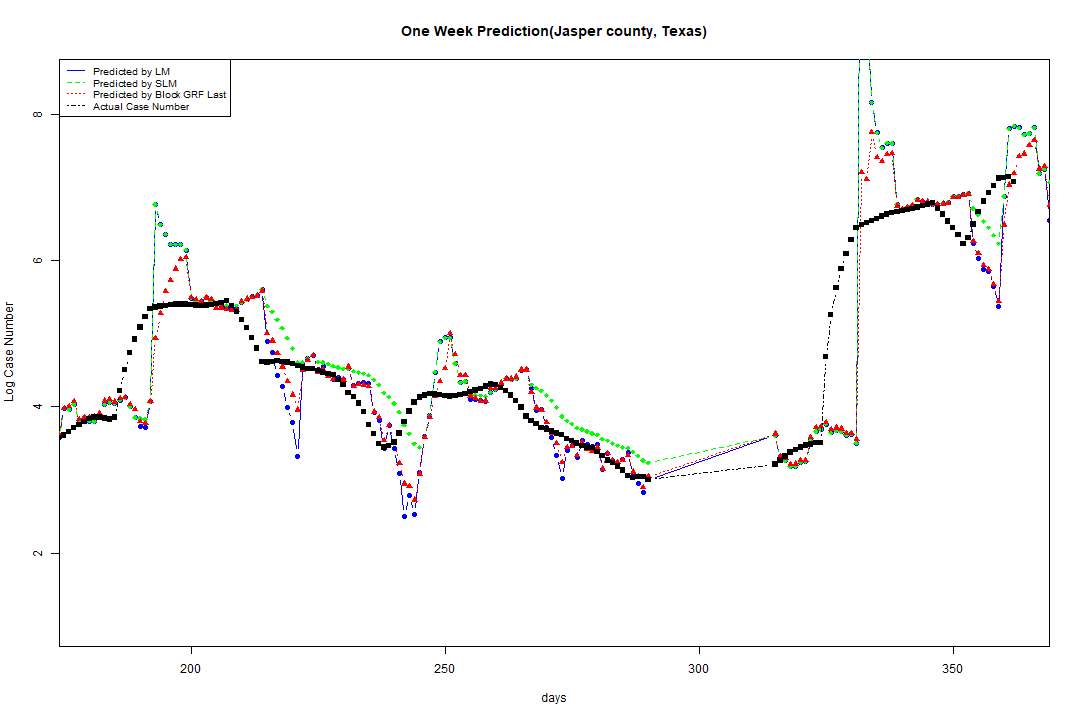 One Week Prediction(Jasper county, Texas)
Predicted by LM
Predicted by SLM
Predicted by Block GRF Last
Actual Case Number
8
6
4
2
Log Case Number
200 250 300 350
days